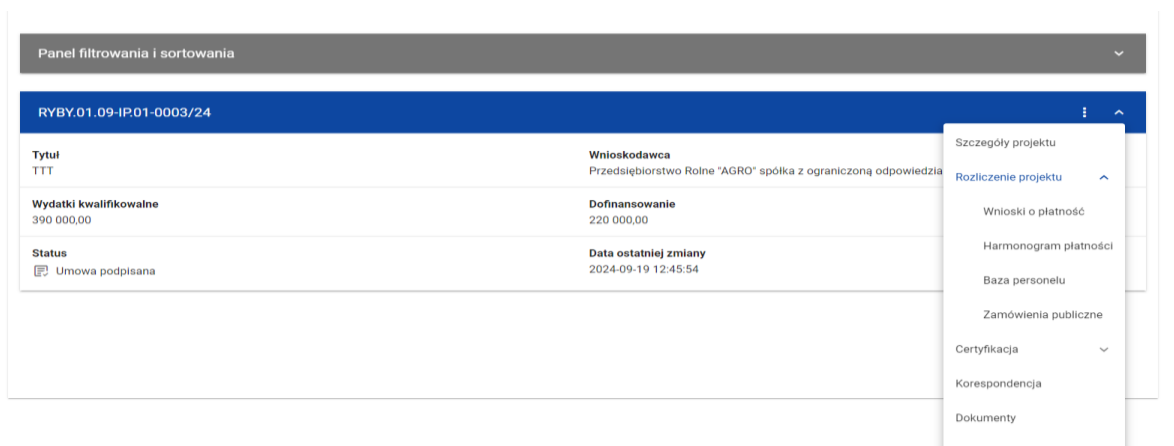 Panel filtrowania i sortowania
RYBY.01.09-IP.01-0003/24
Tytuł
TTT
Wnioskodawca
Przedsiębiorstwo Rolne "AGRO" spółka z ograniczoną odpowiedzia
Wydatki kwalifikowalne
390 000,00
Dofinansowanie
220 000,00
Status
Umowa podpisana
Data ostatniej zmiany
2024-09-19 12:45:54
Szczegóły projektu
Rozliczenie projektu
Wnioski o płatność
Harmonogram płatności
Baza personelu
Zamówienia publiczne
Certyfikacja
Korespondencja
Dokumenty